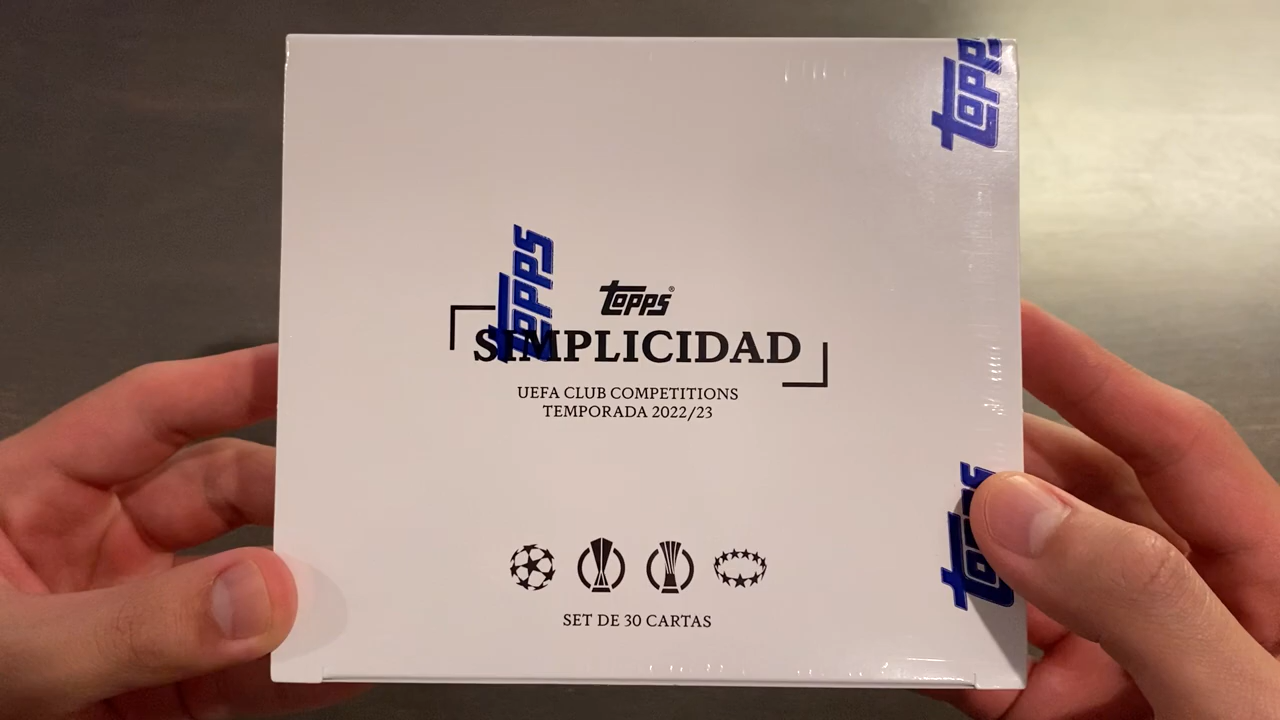 topps
topps
topps®
SIMPLICIDAD
UEFA CLUB COMPETITIONS
TEMPORADA 2022/23
topps
SET DE 30 CARTAS